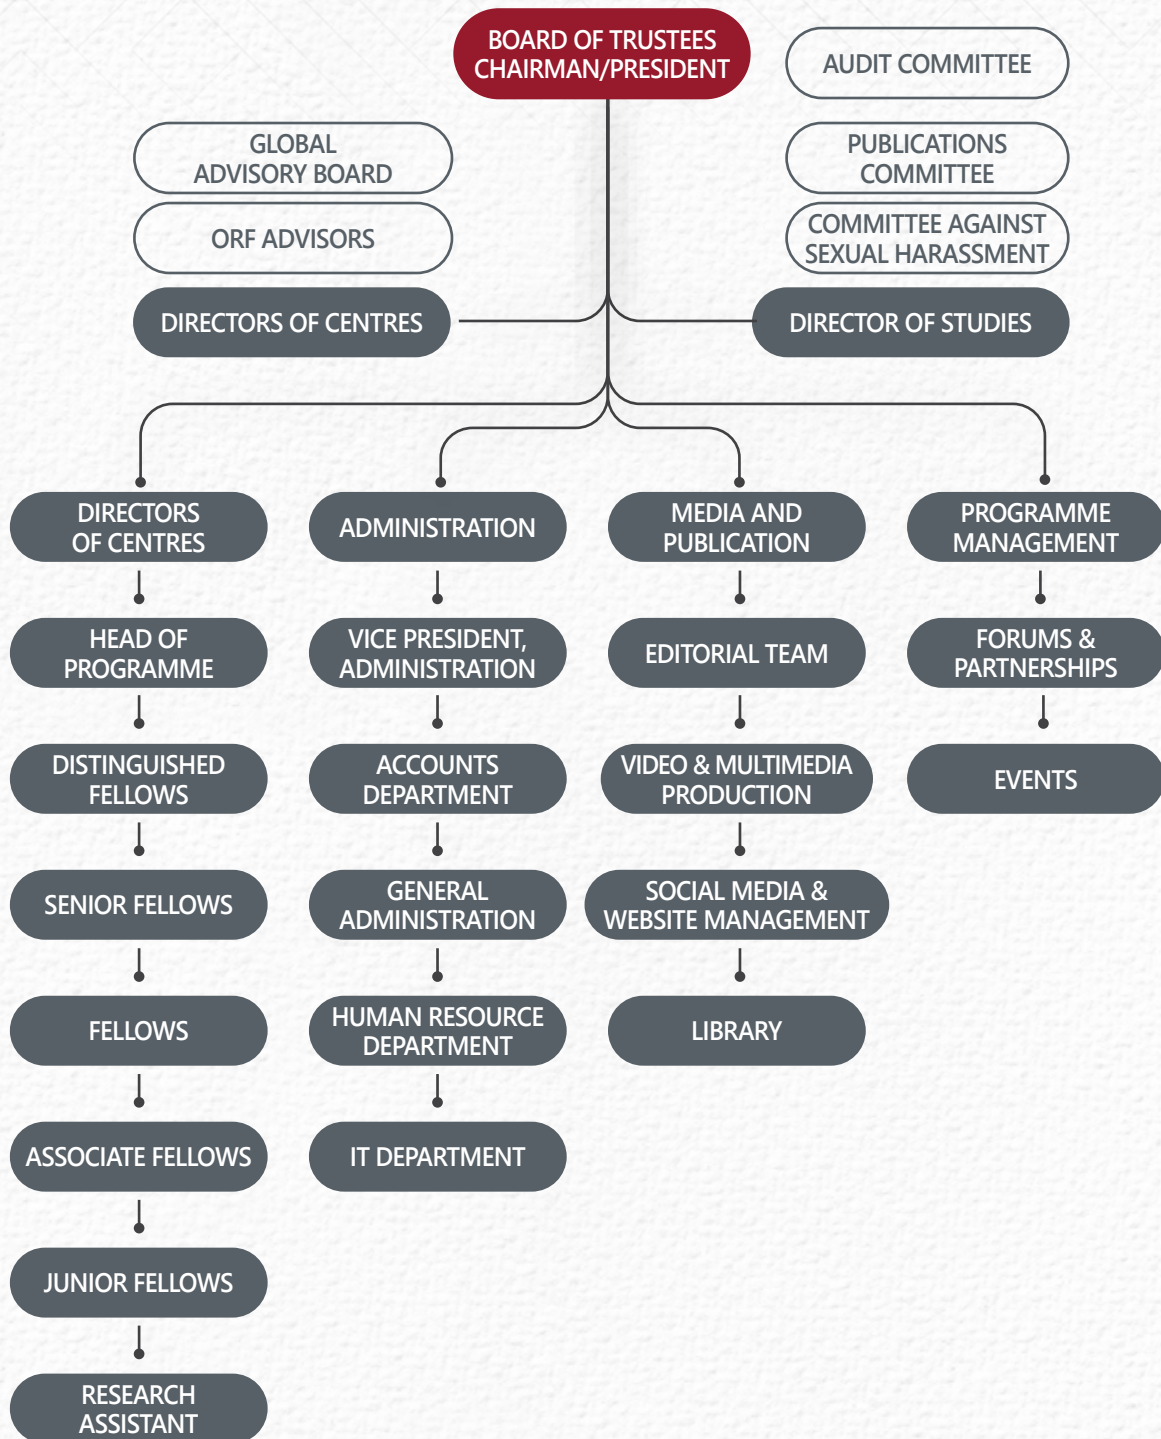 BOARD OF TRUSTEES
CHAIRMAN/PRESIDENT
AUDIT COMMITTEE
GLOBAL
ADVISORY BOARD
PUBLICATIONS
COMMITTEE
ORF ADVISORS
COMMITTEE AGAINST
SEXUAL HARASSMENT
DIRECTORS OF CENTRES
DIRECTOR OF STUDIES
DIRECTORS
OF CENTRES
HEAD OF
PROGRAMME
DISTINGUISHED
FELLOWS
SENIOR FELLOWS
FELLOWS
ASSOCIATE FELLOWS
JUNIOR FELLOWS
RESEARCH
ASSISTANT
ADMINISTRATION
VICE PRESIDENT,
ADMINISTRATION
ACCOUNTS
DEPARTMENT
GENERAL
ADMINISTRATION
HUMAN RESOURCE
DEPARTMENT
IT DEPARTMENT
MEDIA AND
PUBLICATION
EDITORIAL TEAM
VIDEO & MULTIMEDIA
PRODUCTION
SOCIAL MEDIA &
WEBSITE MANAGEMENT
LIBRARY
PROGRAMME
MANAGEMENT
FORUMS &
PARTNERSHIPS
EVENTS